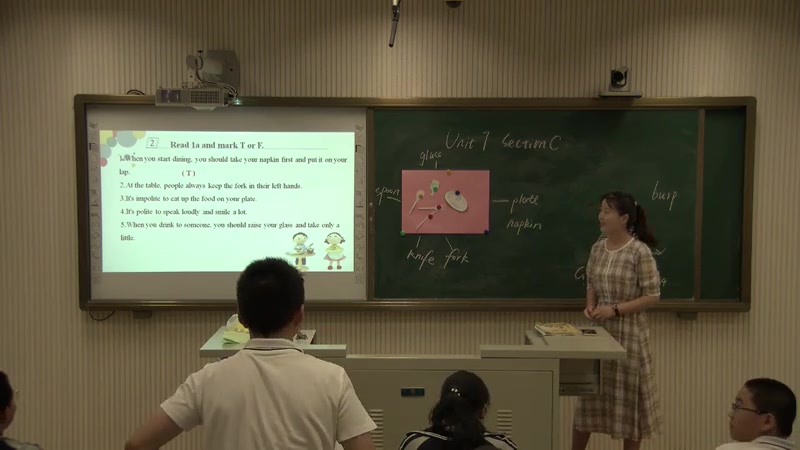 2 Read 1a and mark T or F.
1. When you start dining, you should take your napkin first and put it on your
lap. ( T )
2.At the table, people always keep the fork in their left hands.
3.It's impolite to eat up the food on your plate.
4.It's polite to speak loudly and smile a lot.
5.When you drink to someone, you should raise your glass and take only a
little.
Unit 7 Section C
glass
spoon
plate
napkin
knife fork
burp